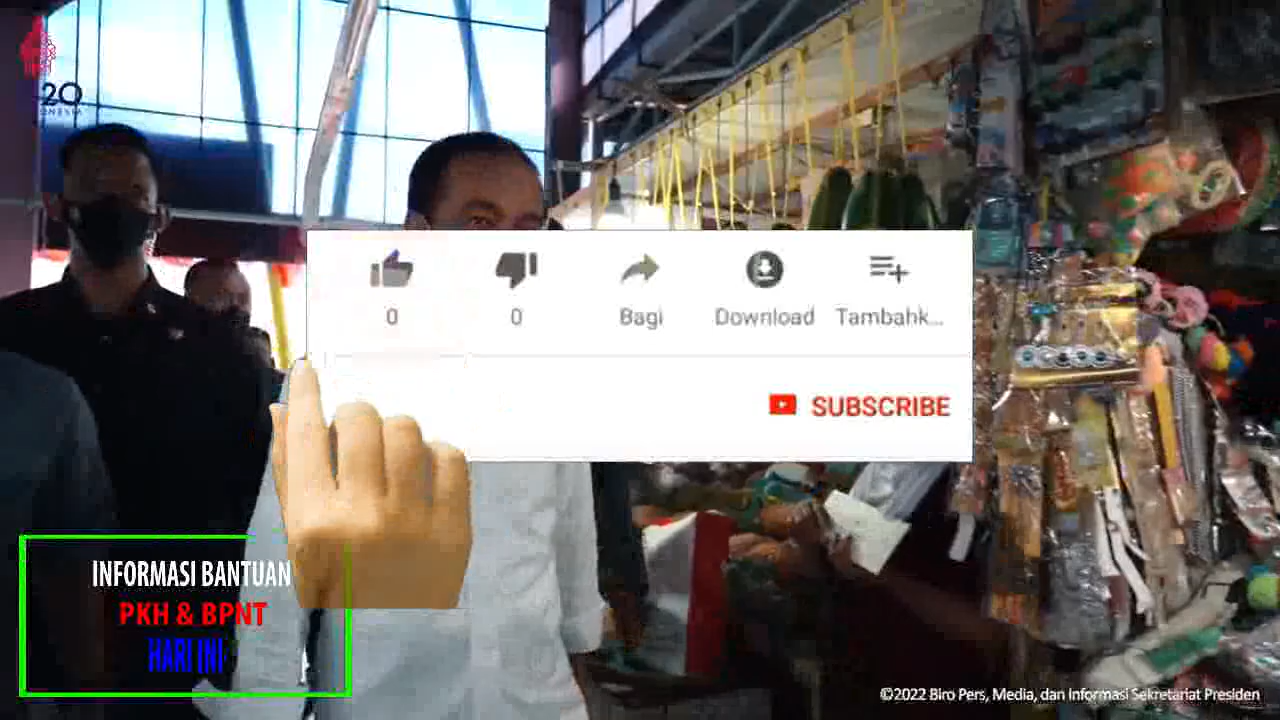 20
0
0
Bagi
Download
Tambahk...
SUBSCRIBE
INFORMASI BANTUAN
PKH & BPNT
HARI INI
©2022 Biro Pers, Media, dan Informasi Sekretariat Presiden